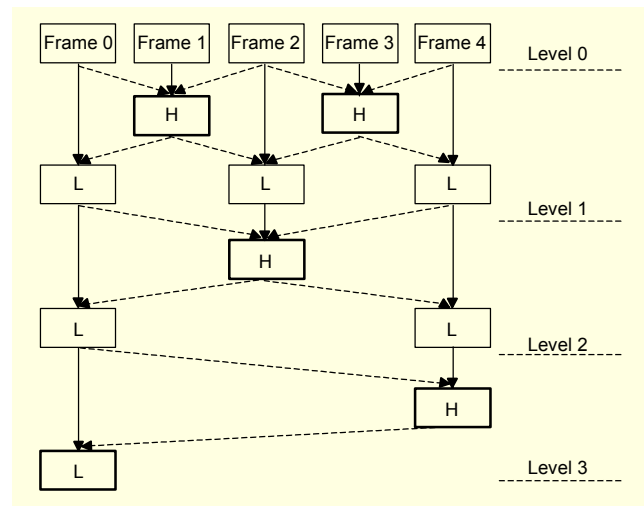 Frame 0 Frame 1 Frame 2 Frame 3 Frame 4
Level 0
H H
L L L
Level 1
H
L L
Level 2
H
L
Level 3